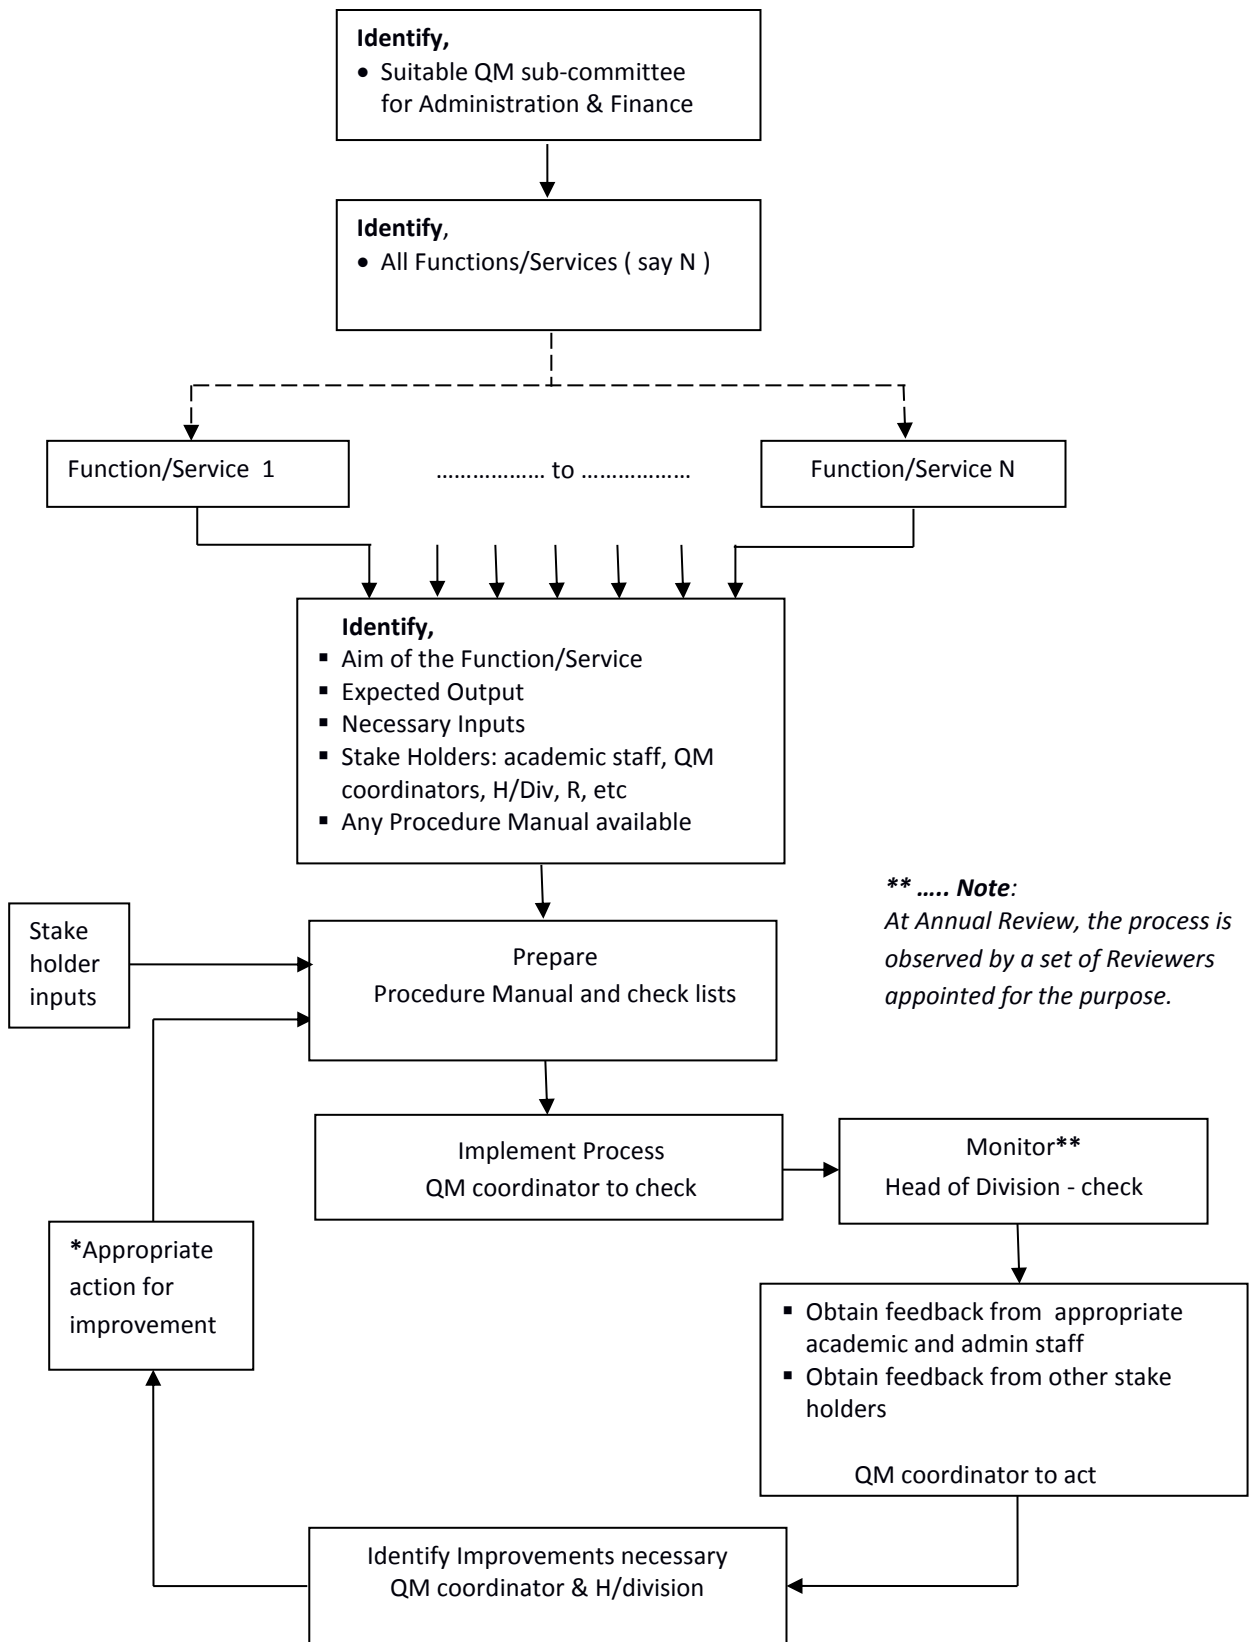 Identify,
• Suitable QM sub-committee
for Administration & Finance
Identify,
• All Functions/Services ( say N )
Function/Service 1
……………… to ………………
Function/Service N
Identify,
▪ Aim of the Function/Service
▪ Expected Output
▪ Necessary Inputs
▪ Stake Holders: academic staff, QM
coordinators, H/Div, R, etc
▪ Any Procedure Manual available
** ….. Note:
At Annual Review, the process is
observed by a set of Reviewers
appointed for the purpose.
Stake
holder
inputs
Prepare
Procedure Manual and check lists
Implement Process
QM coordinator to check
Monitor**
Head of Division - check
*Appropriate
action for
improvement
▪ Obtain feedback from appropriate
academic and admin staff
▪ Obtain feedback from other stake
holders
QM coordinator to act
Identify Improvements necessary
QM coordinator & H/division